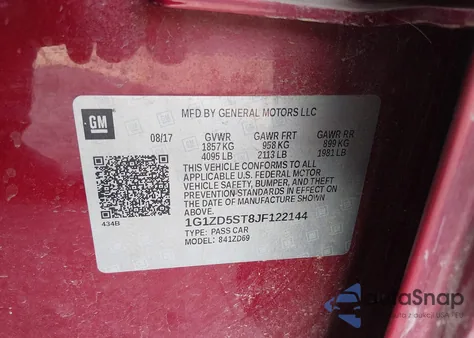 MFD BY GENERAL MOTORS LLC
GM
08/17 GVWR GAWR FRT GAWR RR
1857 KG 958 KG 899 KG
4095 LB 2113 LB 1981 LB
THIS VEHICLE CONFORMS TO ALL
APPLICABLE U.S. FEDERAL MOTOR
VEHICLE SAFETY, BUMPER, AND THEFT
PREVENTION STANDARDS IN EFFECT ON
THE DATE OF MANUFACTURE SHOWN
ABOVE.
434B
1G1ZD5ST8JF122144
TYPE: PASS CAR
MODEL: 841ZD69
autaSnap